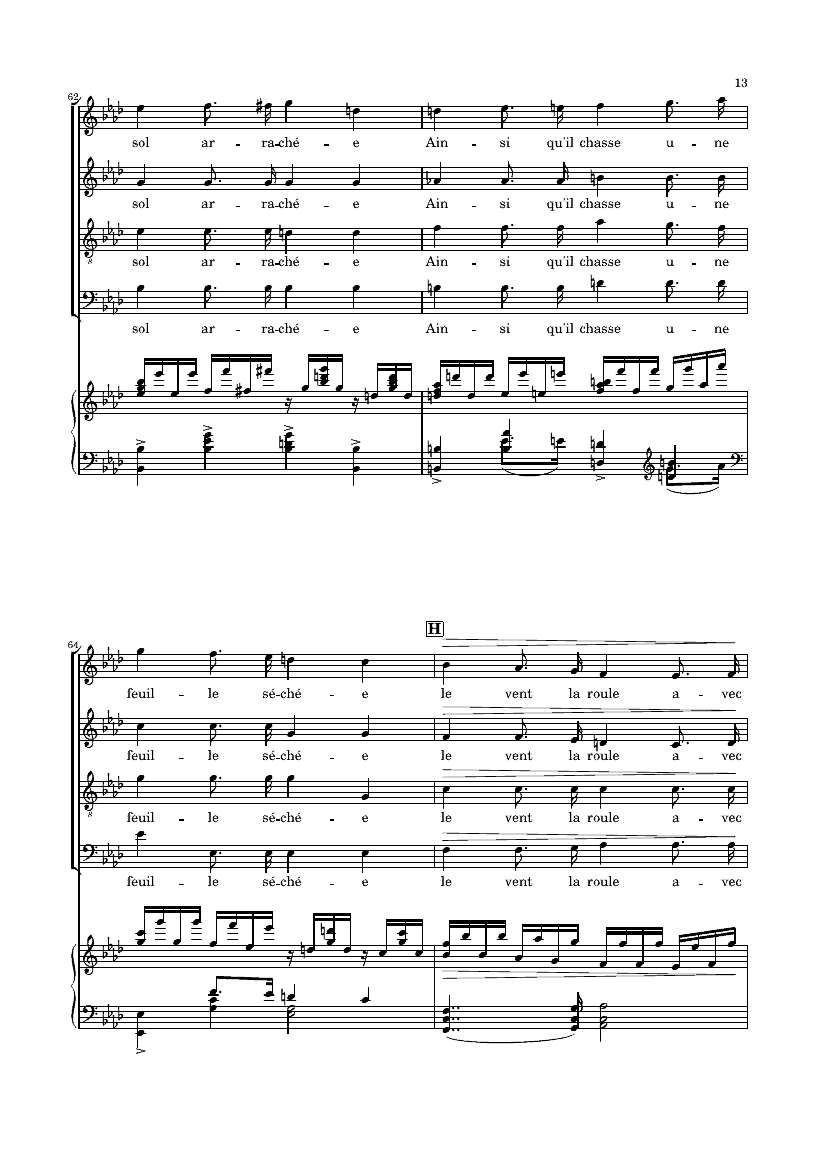 13
62
sol ar – ra – ché – e Ain – si qu'il chasse u – ne
sol ar – ra – ché – e Ain – si qu'il chasse u – ne
8
sol ar – ra – ché – e Ain – si qu'il chasse u – ne
sol ar – ra – ché – e Ain – si qu'il chasse u – ne
H
64
feuil – le sé – ché – e le vent la roule a – vec
feuil – le sé – ché – e le vent la roule a – vec
8
feuil – le sé – ché – e le vent la roule a – vec
feuil – le sé – ché – e le vent la roule a – vec